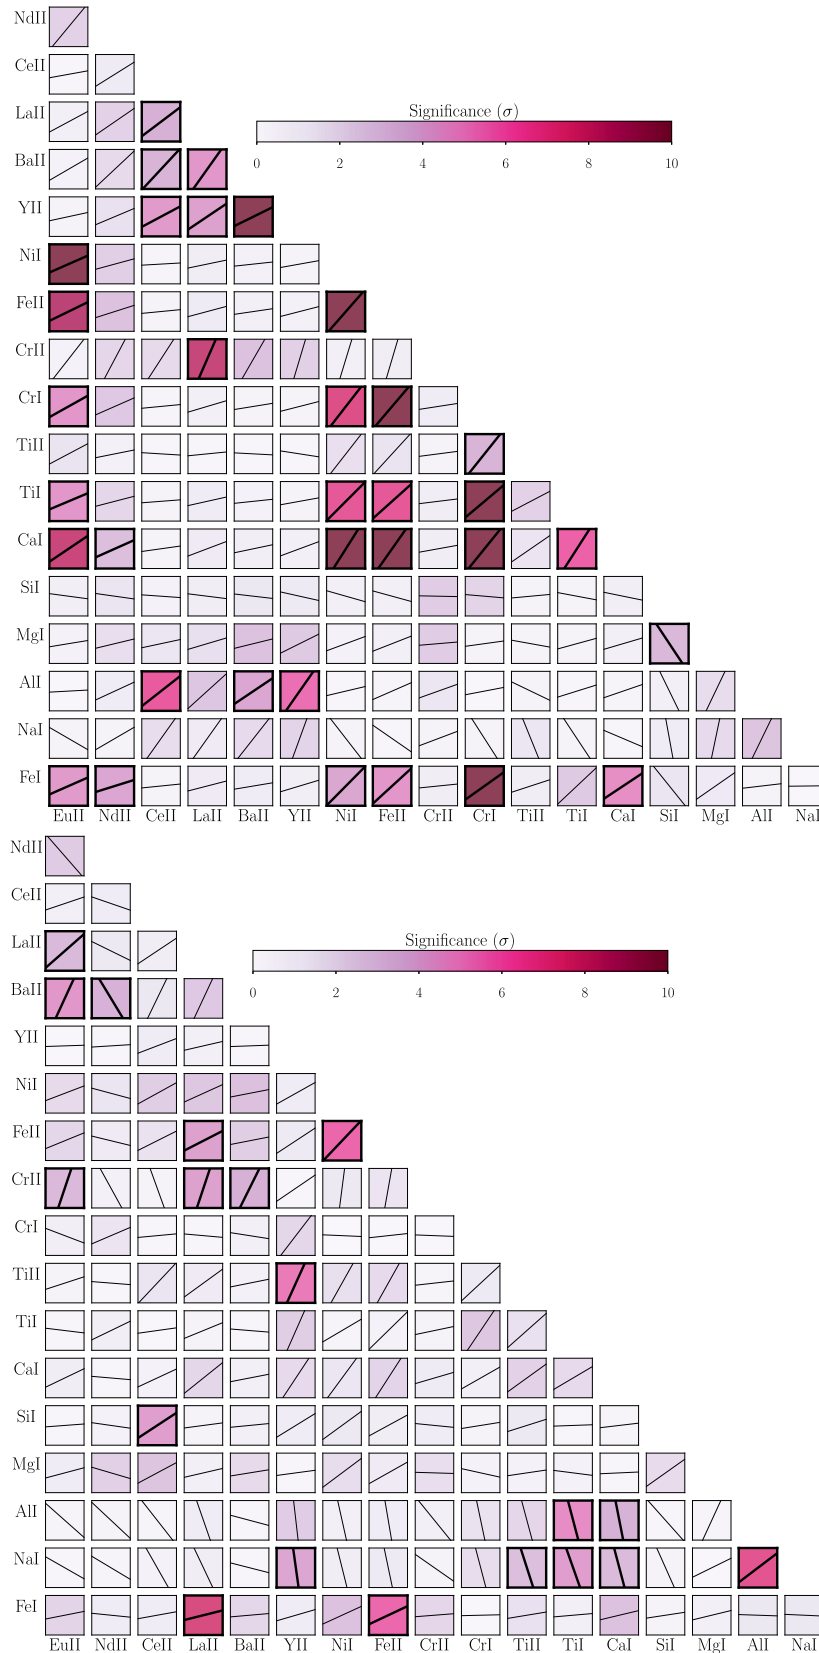 NdII
CeII
LaII
Significance (σ)
0 2 4 6 8 10
BaII
YII
NiI
FeII
CrII
CrI
TiII
TiI
CaI
SiI
MgI
AlI
NaI
FeI
EuII NdII CeII LaII BaII YII NiI FeII CrII CrI TiII TiI CaI SiI MgI AlI NaI
NdII
CeII
LaII
Significance (σ)
0 2 4 6 8 10
BaII
YII
NiI
FeII
CrII
CrI
TiII
TiI
CaI
SiI
MgI
AlI
NaI
FeI
EuII NdII CeII LaII BaII YII NiI FeII CrII CrI TiII TiI CaI SiI MgI AlI NaI